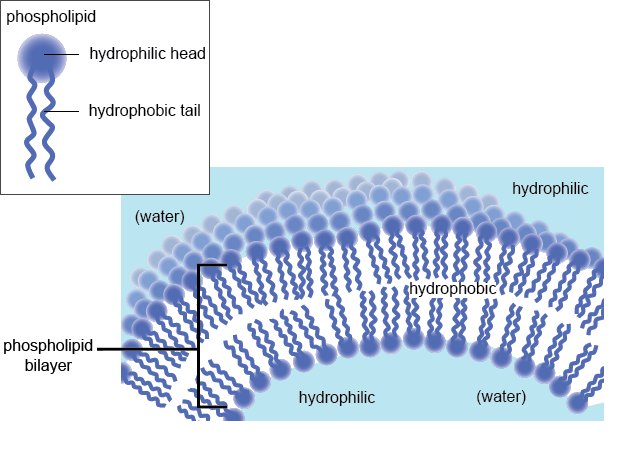 phospholipid
hydrophilic head
hydrophobic tail
hydrophilic
(water)
hydrophobic
phospholipid
bilayer
hydrophilic
(water)